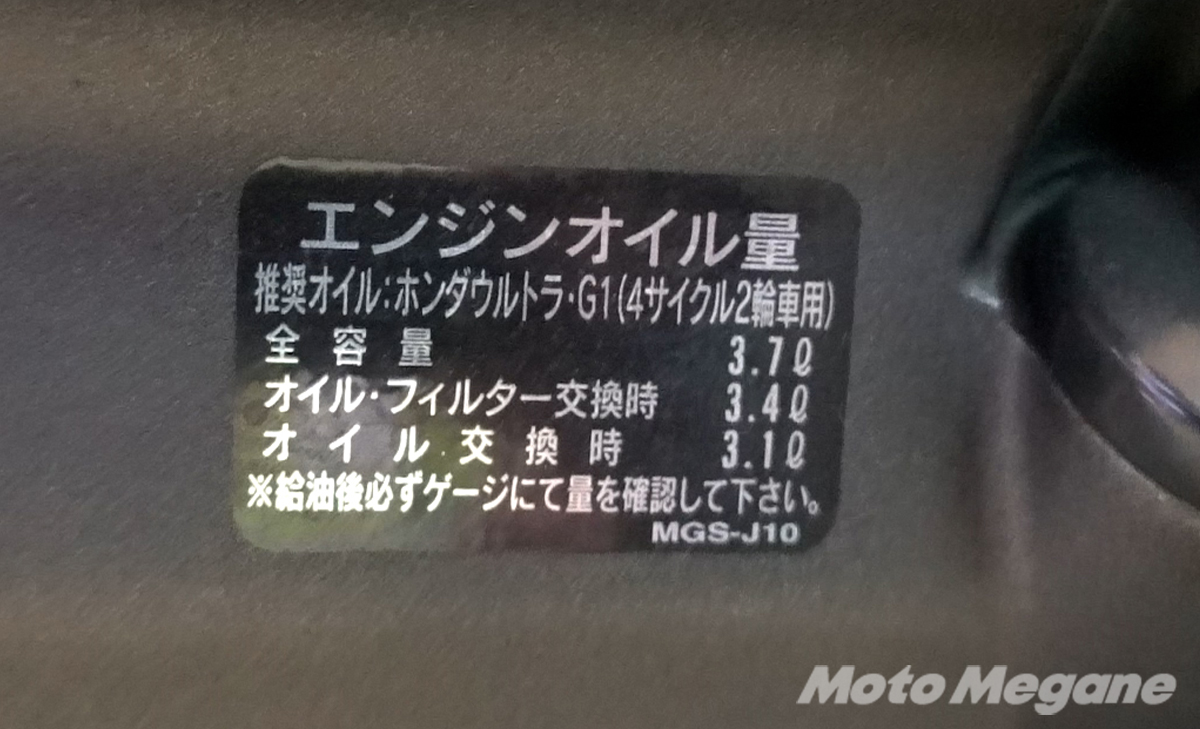 エンジンオイル量
推奨オイル:ホンダウルトラ・G1(4サイクル2輪車用)
全容量 3.7ℓ
オイル・フィルター交換時 3.4ℓ
オイル交換時 3.1ℓ
※給油後必ずゲージにて量を確認して下さい。
MGS-J10
Moto Megane